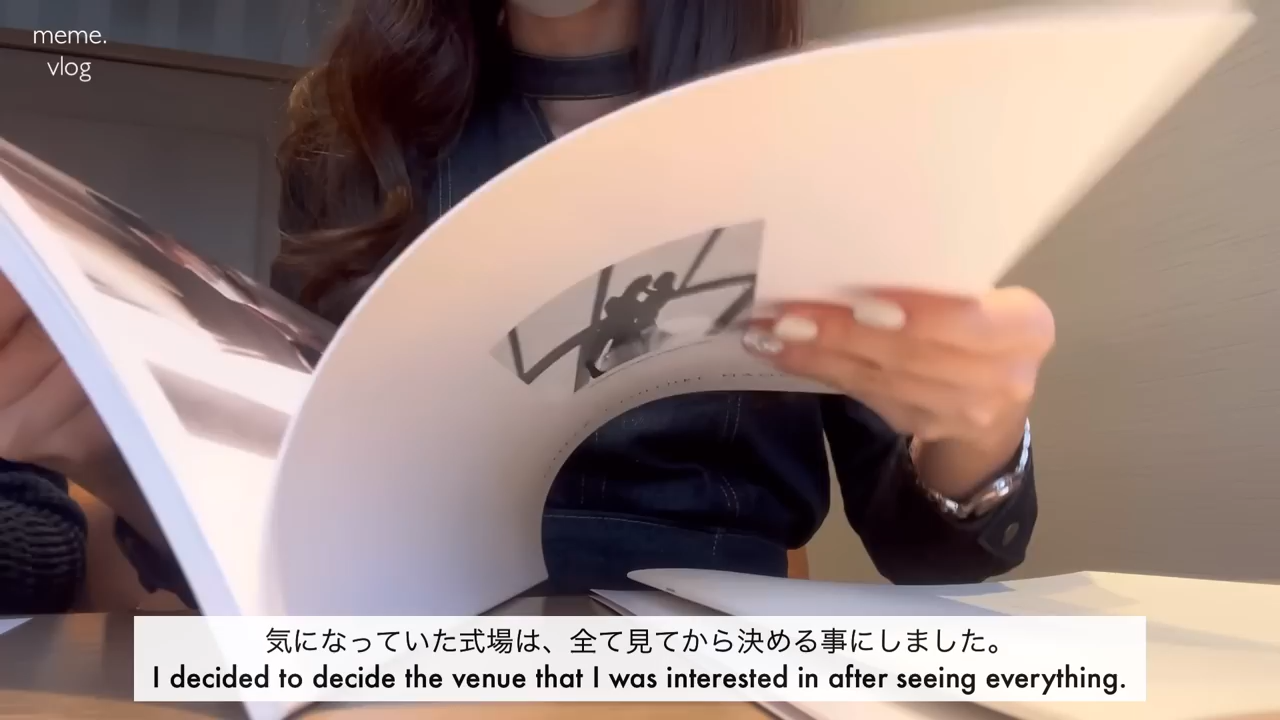 meme.
vlog
気になっていた式場は、全て見てから決める事にしました。
I decided to decide the venue that I was interested in after seeing everything.